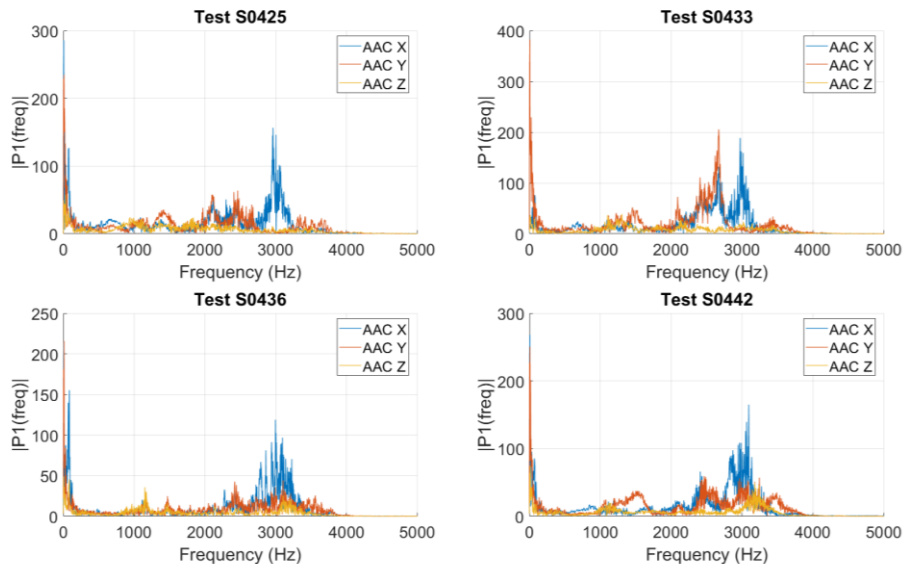 Test S0425
300
200
100
0
|P1(freq)|
0 1000 2000 3000 4000 5000
Frequency (Hz)
AAC X
AAC Y
AAC Z
Test S0433
400
300
200
100
0
|P1(freq)|
0 1000 2000 3000 4000 5000
Frequency (Hz)
AAC X
AAC Y
AAC Z
Test S0436
250
200
150
100
50
0
|P1(freq)|
0 1000 2000 3000 4000 5000
Frequency (Hz)
AAC X
AAC Y
AAC Z
Test S0442
300
200
100
0
|P1(freq)|
0 1000 2000 3000 4000 5000
Frequency (Hz)
AAC X
AAC Y
AAC Z